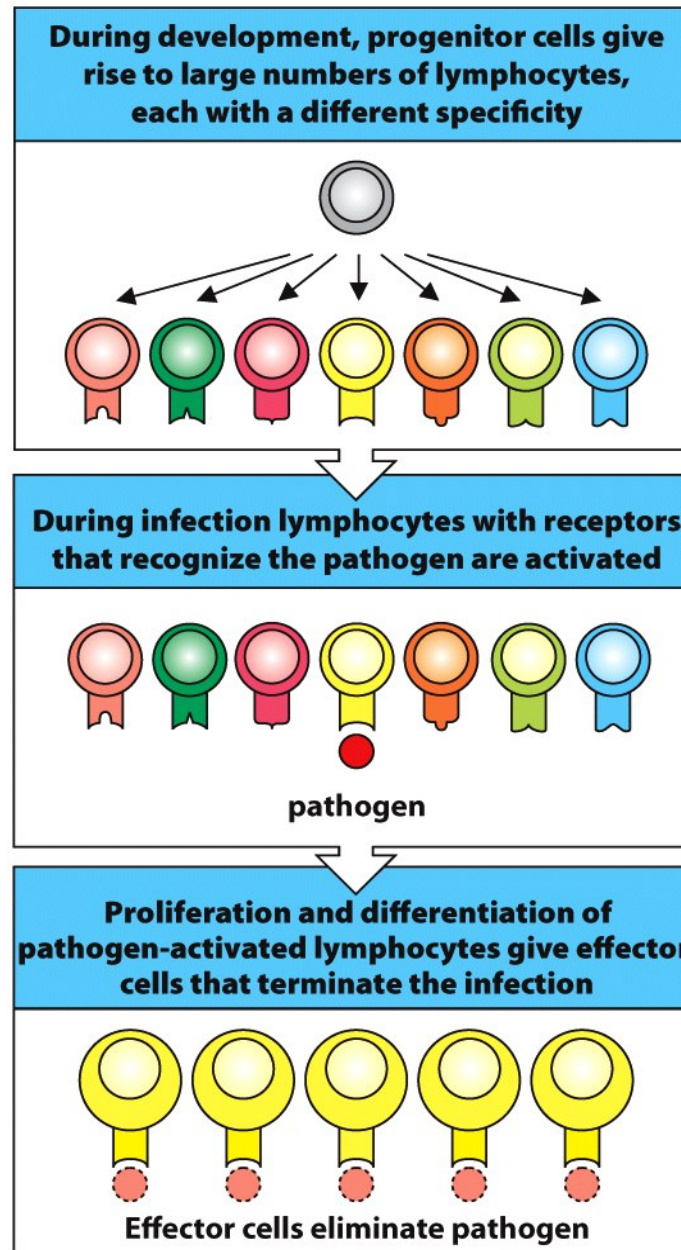 During development, progenitor cells give
rise to large numbers of lymphocytes,
each with a different specificity
During infection lymphocytes with receptors
that recognize the pathogen are activated
pathogen
Proliferation and differentiation of
pathogen-activated lymphocytes give effector
cells that terminate the infection
Effector cells eliminate pathogen